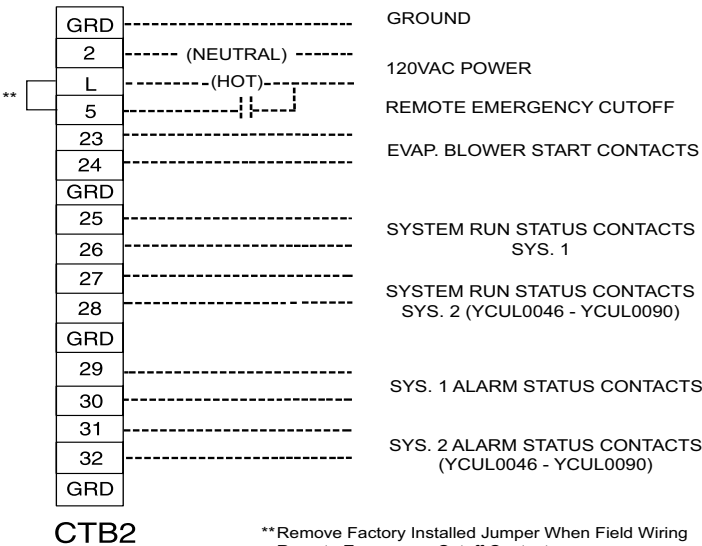 GRD GROUND
2 (NEUTRAL)
120VAC POWER
L (HOT)
**
5 REMOTE EMERGENCY CUTOFF
23
EVAP. BLOWER START CONTACTS
24
GRD
25
SYSTEM RUN STATUS CONTACTS
SYS. 1
26
27
SYSTEM RUN STATUS CONTACTS
28 SYS. 2 (YCUL0046 - YCUL0090)
GRD
29
SYS. 1 ALARM STATUS CONTACTS
30
31
SYS. 2 ALARM STATUS CONTACTS
32 (YCUL0046 - YCUL0090)
GRD
CTB2
**Remove Factory Installed Jumper When Field Wiring